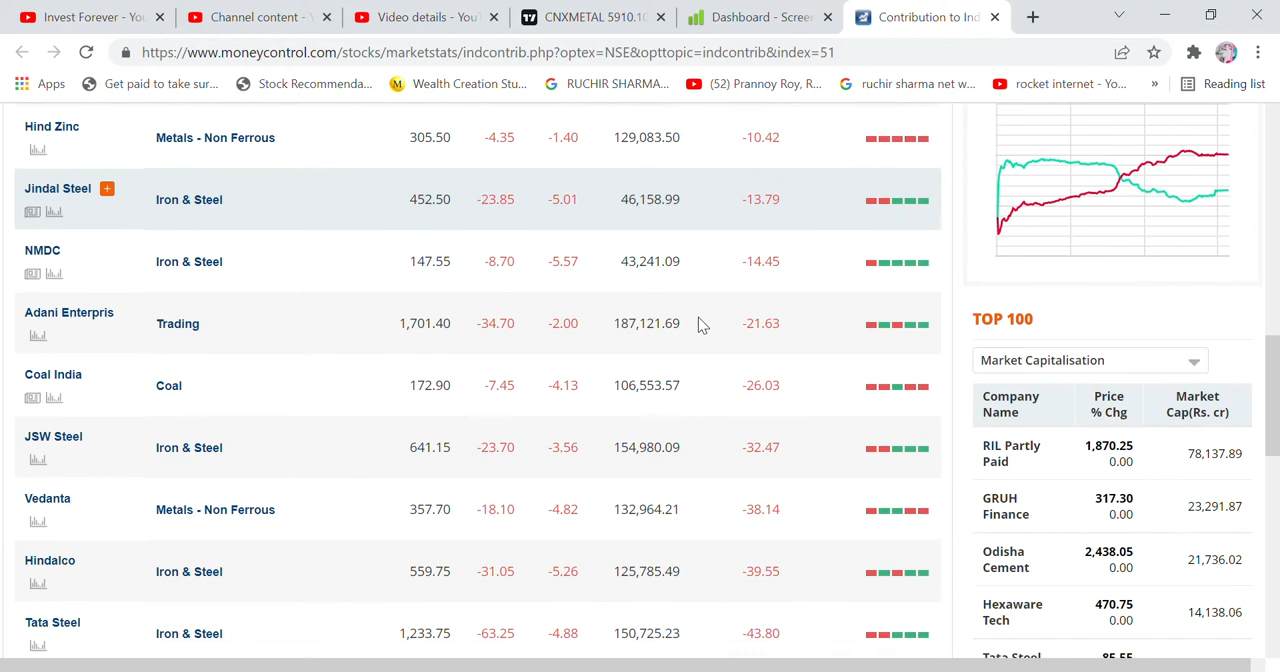 Invest Forever - You
Channel content - Y
Video details - YouT
CNXMETAL 5910.10
Dashboard - Screen
Contribution to Ind
https://www.moneycontrol.com/stocks/marketstats/indcontrib.php?optex=NSE&opttopic=indcontrib&index=51
Apps
Get paid to take sur...
Stock Recommenda...
M Wealth Creation Stu...
RUCHIR SHARMA...
(52) Prannoy Roy, R...
ruchir sharma net w...
rocket internet - Yo...
»
Reading list
Hind Zinc Metals - Non Ferrous 305.50 -4.35 -1.40 129,083.50 -10.42
Jindal Steel + Iron & Steel 452.50 -23.85 -5.01 46,158.99 -13.79
NMDC Iron & Steel 147.55 -8.70 -5.57 43,241.09 -14.45
Adani Enterpris Trading 1,701.40 -34.70 -2.00 187,121.69 -21.63
Coal India Coal 172.90 -7.45 -4.13 106,553.57 -26.03
JSW Steel Iron & Steel 641.15 -23.70 -3.56 154,980.09 -32.47
Vedanta Metals - Non Ferrous 357.70 -18.10 -4.82 132,964.21 -38.14
Hindalco Iron & Steel 559.75 -31.05 -5.26 125,785.49 -39.55
Tata Steel Iron & Steel 1,233.75 -63.25 -4.88 150,725.23 -43.80
TOP 100
Market Capitalisation
Company Price Market
Name % Chg Cap(Rs. cr)
RIL Partly 1,870.25 78,137.89
Paid 0.00
GRUH 317.30 23,291.87
Finance 0.00
Odisha 2,438.05 21,736.02
Cement 0.00
Hexaware 470.75 14,138.06
Tech 0.00
Tata Steel 85.55